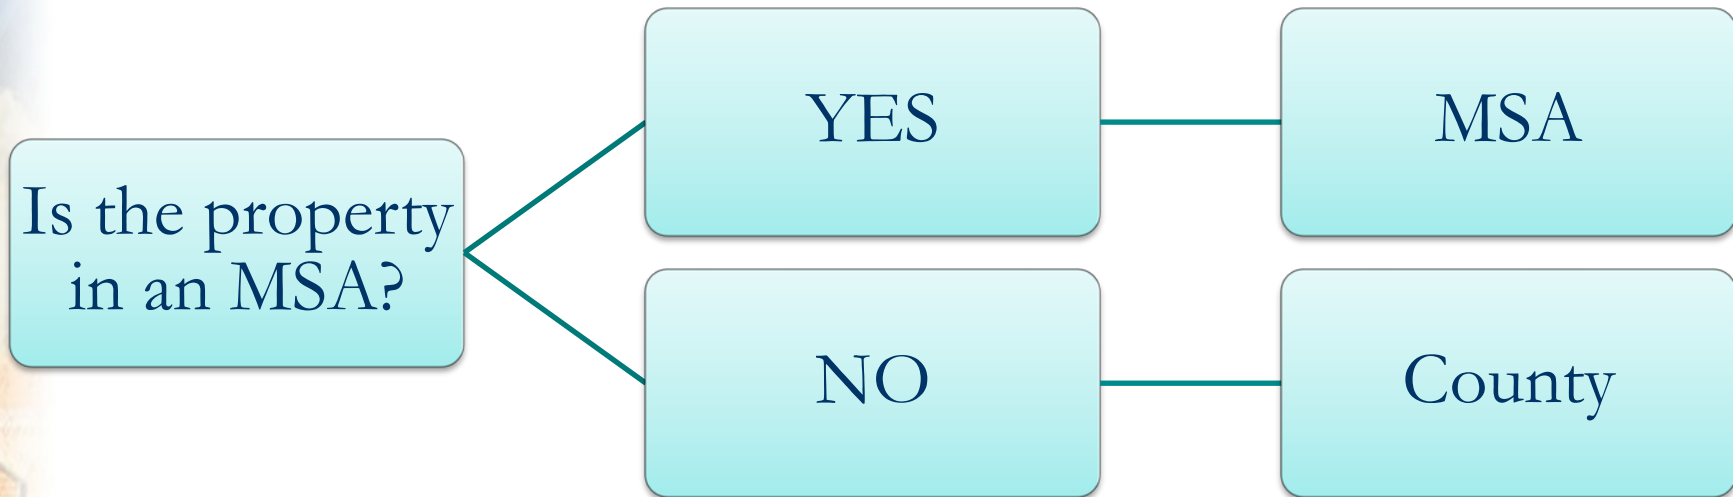 Is the property
in an MSA?
YES
MSA
NO
County